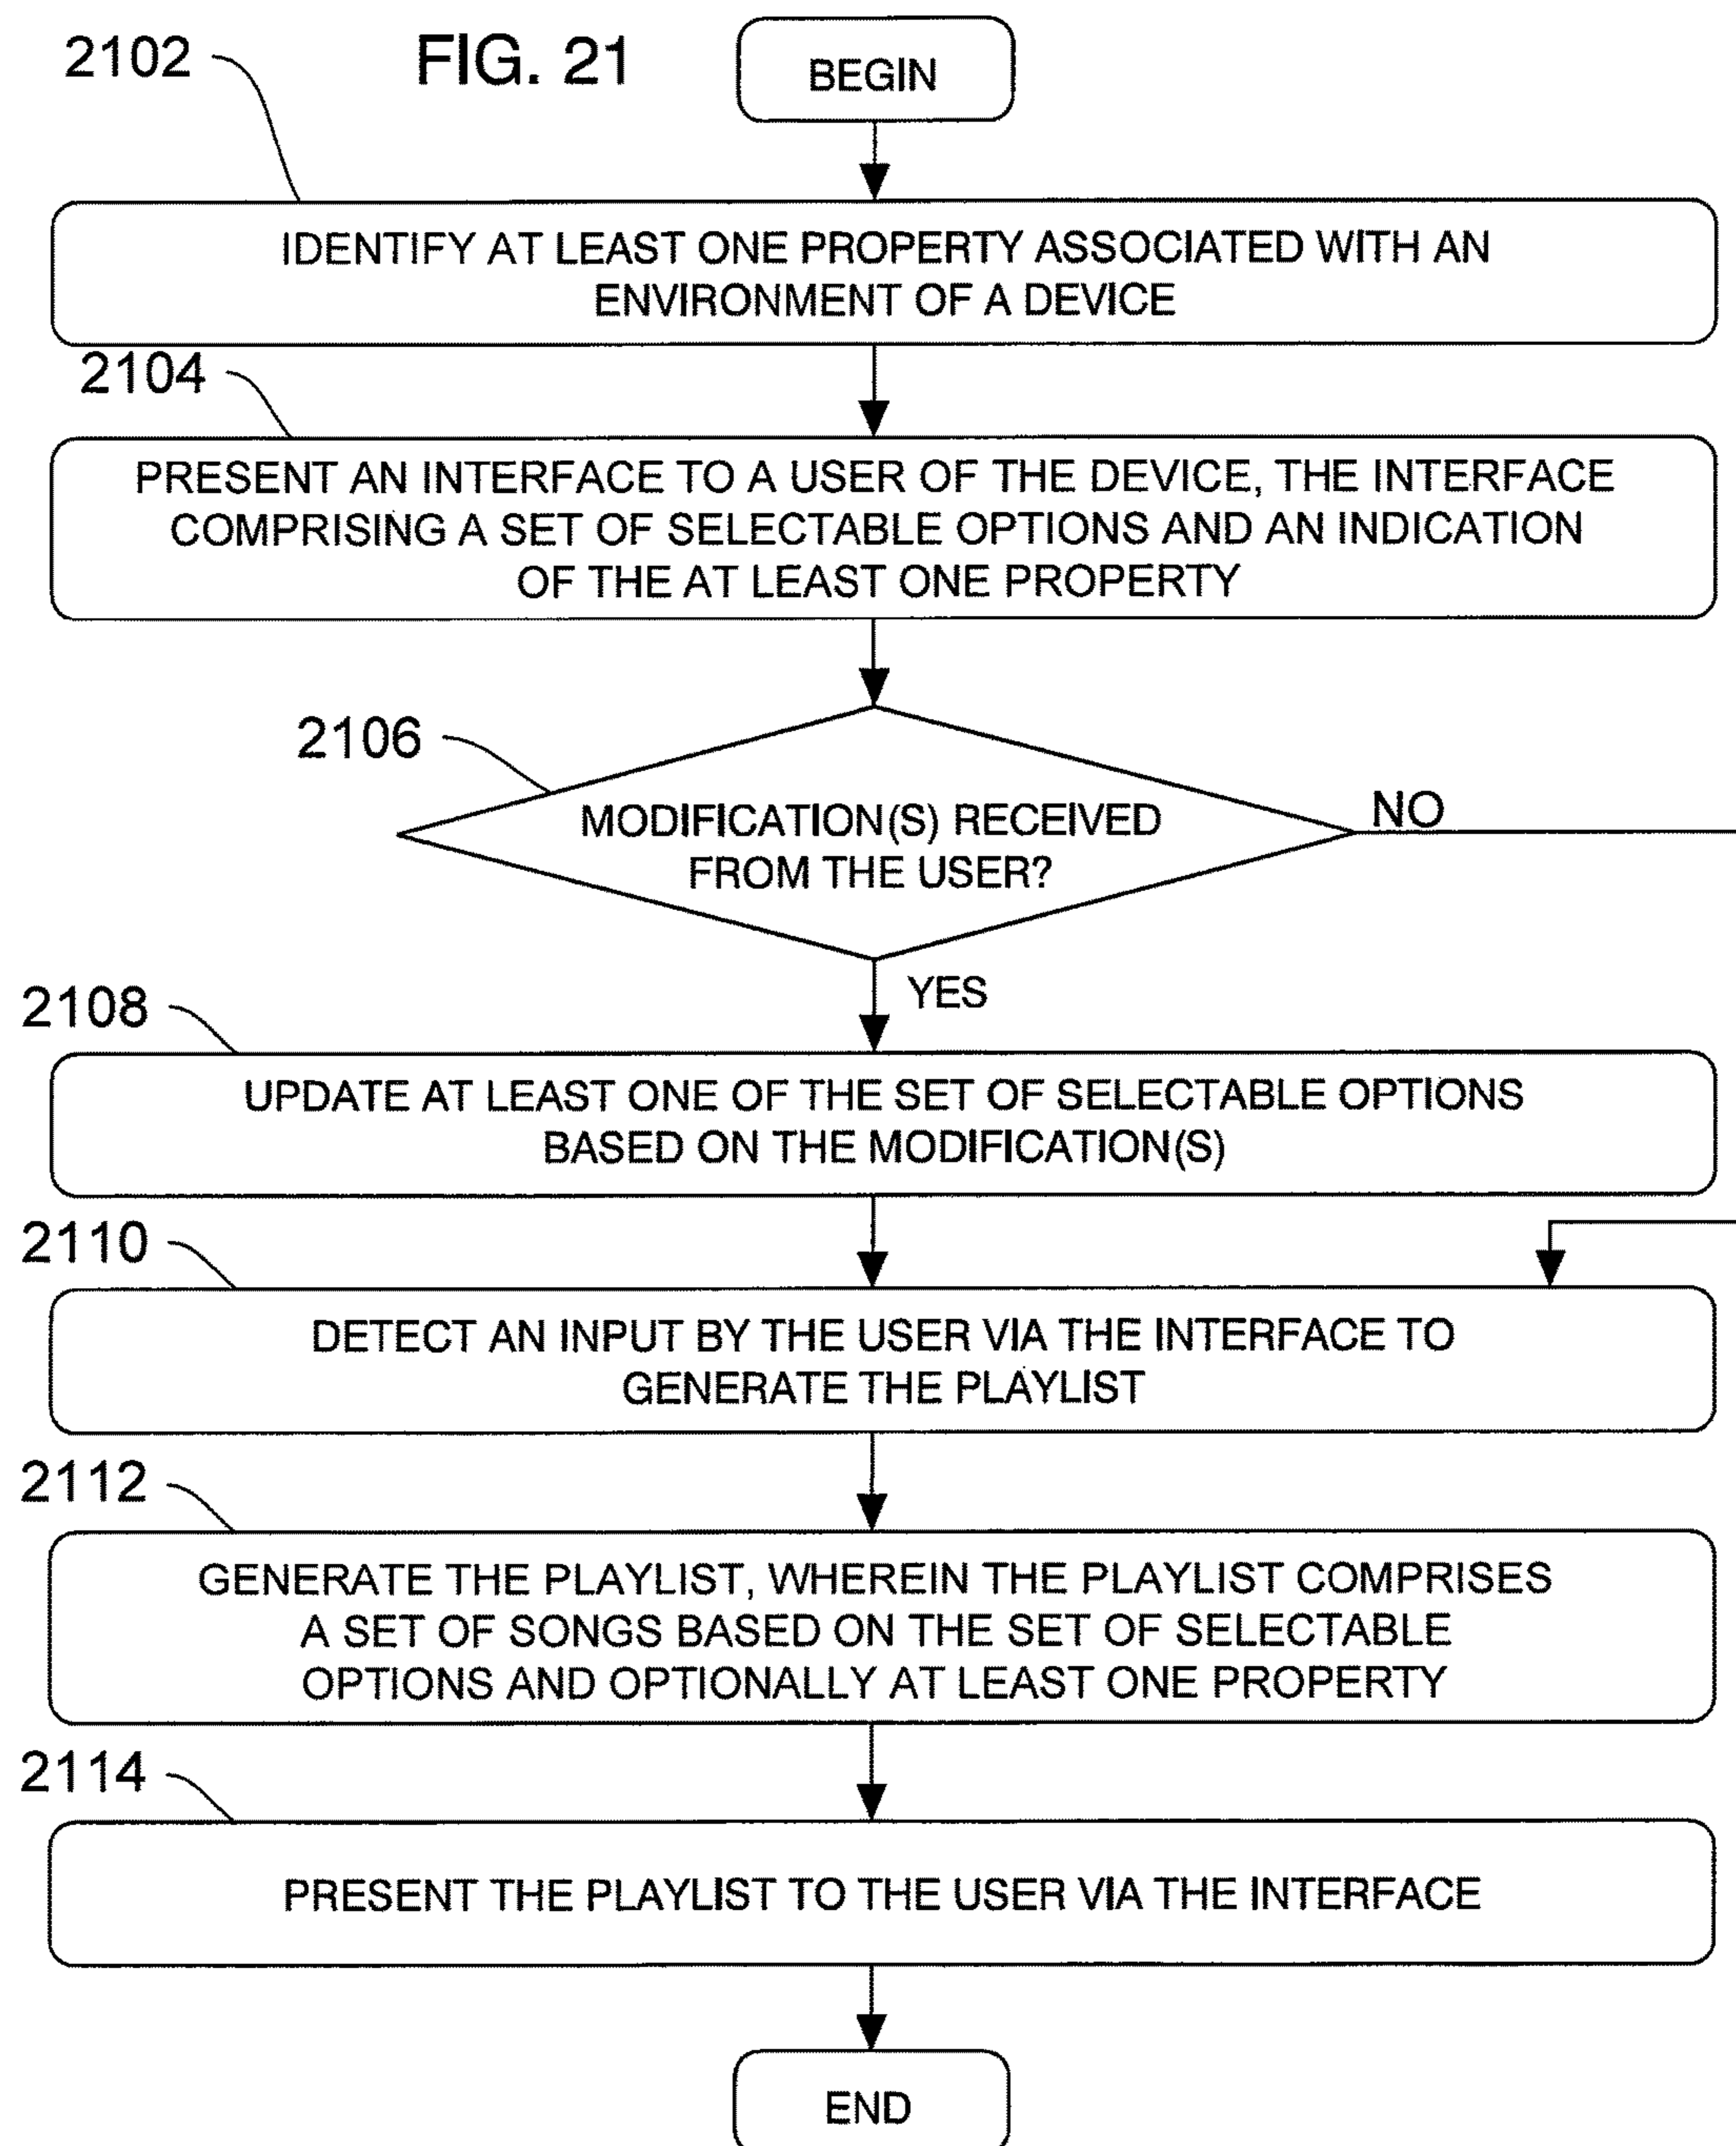 2102
FIG. 21
BEGIN
IDENTIFY AT LEAST ONE PROPERTY ASSOCIATED WITH AN
ENVIRONMENT OF A DEVICE
2104
PRESENT AN INTERFACE TO A USER OF THE DEVICE, THE INTERFACE
COMPRISING A SET OF SELECTABLE OPTIONS AND AN INDICATION
OF THE AT LEAST ONE PROPERTY
2106
MODIFICATION(S) RECEIVED
FROM THE USER?
NO
YES
2108
UPDATE AT LEAST ONE OF THE SET OF SELECTABLE OPTIONS
BASED ON THE MODIFICATION(S)
2110
DETECT AN INPUT BY THE USER VIA THE INTERFACE TO
GENERATE THE PLAYLIST
2112
GENERATE THE PLAYLIST, WHEREIN THE PLAYLIST COMPRISES
A SET OF SONGS BASED ON THE SET OF SELECTABLE
OPTIONS AND OPTIONALLY AT LEAST ONE PROPERTY
2114
PRESENT THE PLAYLIST TO THE USER VIA THE INTERFACE
END